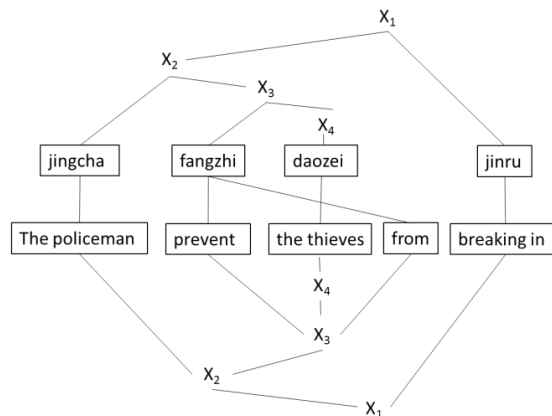 X1
X2
X3
X4
jingcha fangzhi daozei jinru
The policeman prevent the thieves from breaking in
X4
X3
X2
X1